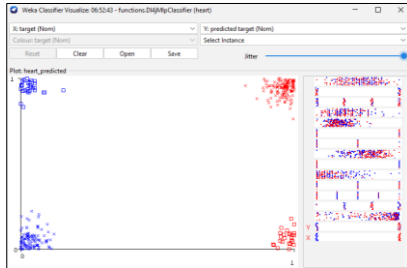 Weka Classifier Visualize: 06:52:43 - functions.Dl4jMlpClassifier (heart)
X: target (Nom)
Y: predicted target (Nom)
Colour: target (Nom)
Select Instance
Reset
Clear
Open
Save
Jitter
Plot: heart_predicted
1
0
0
1
Y
X